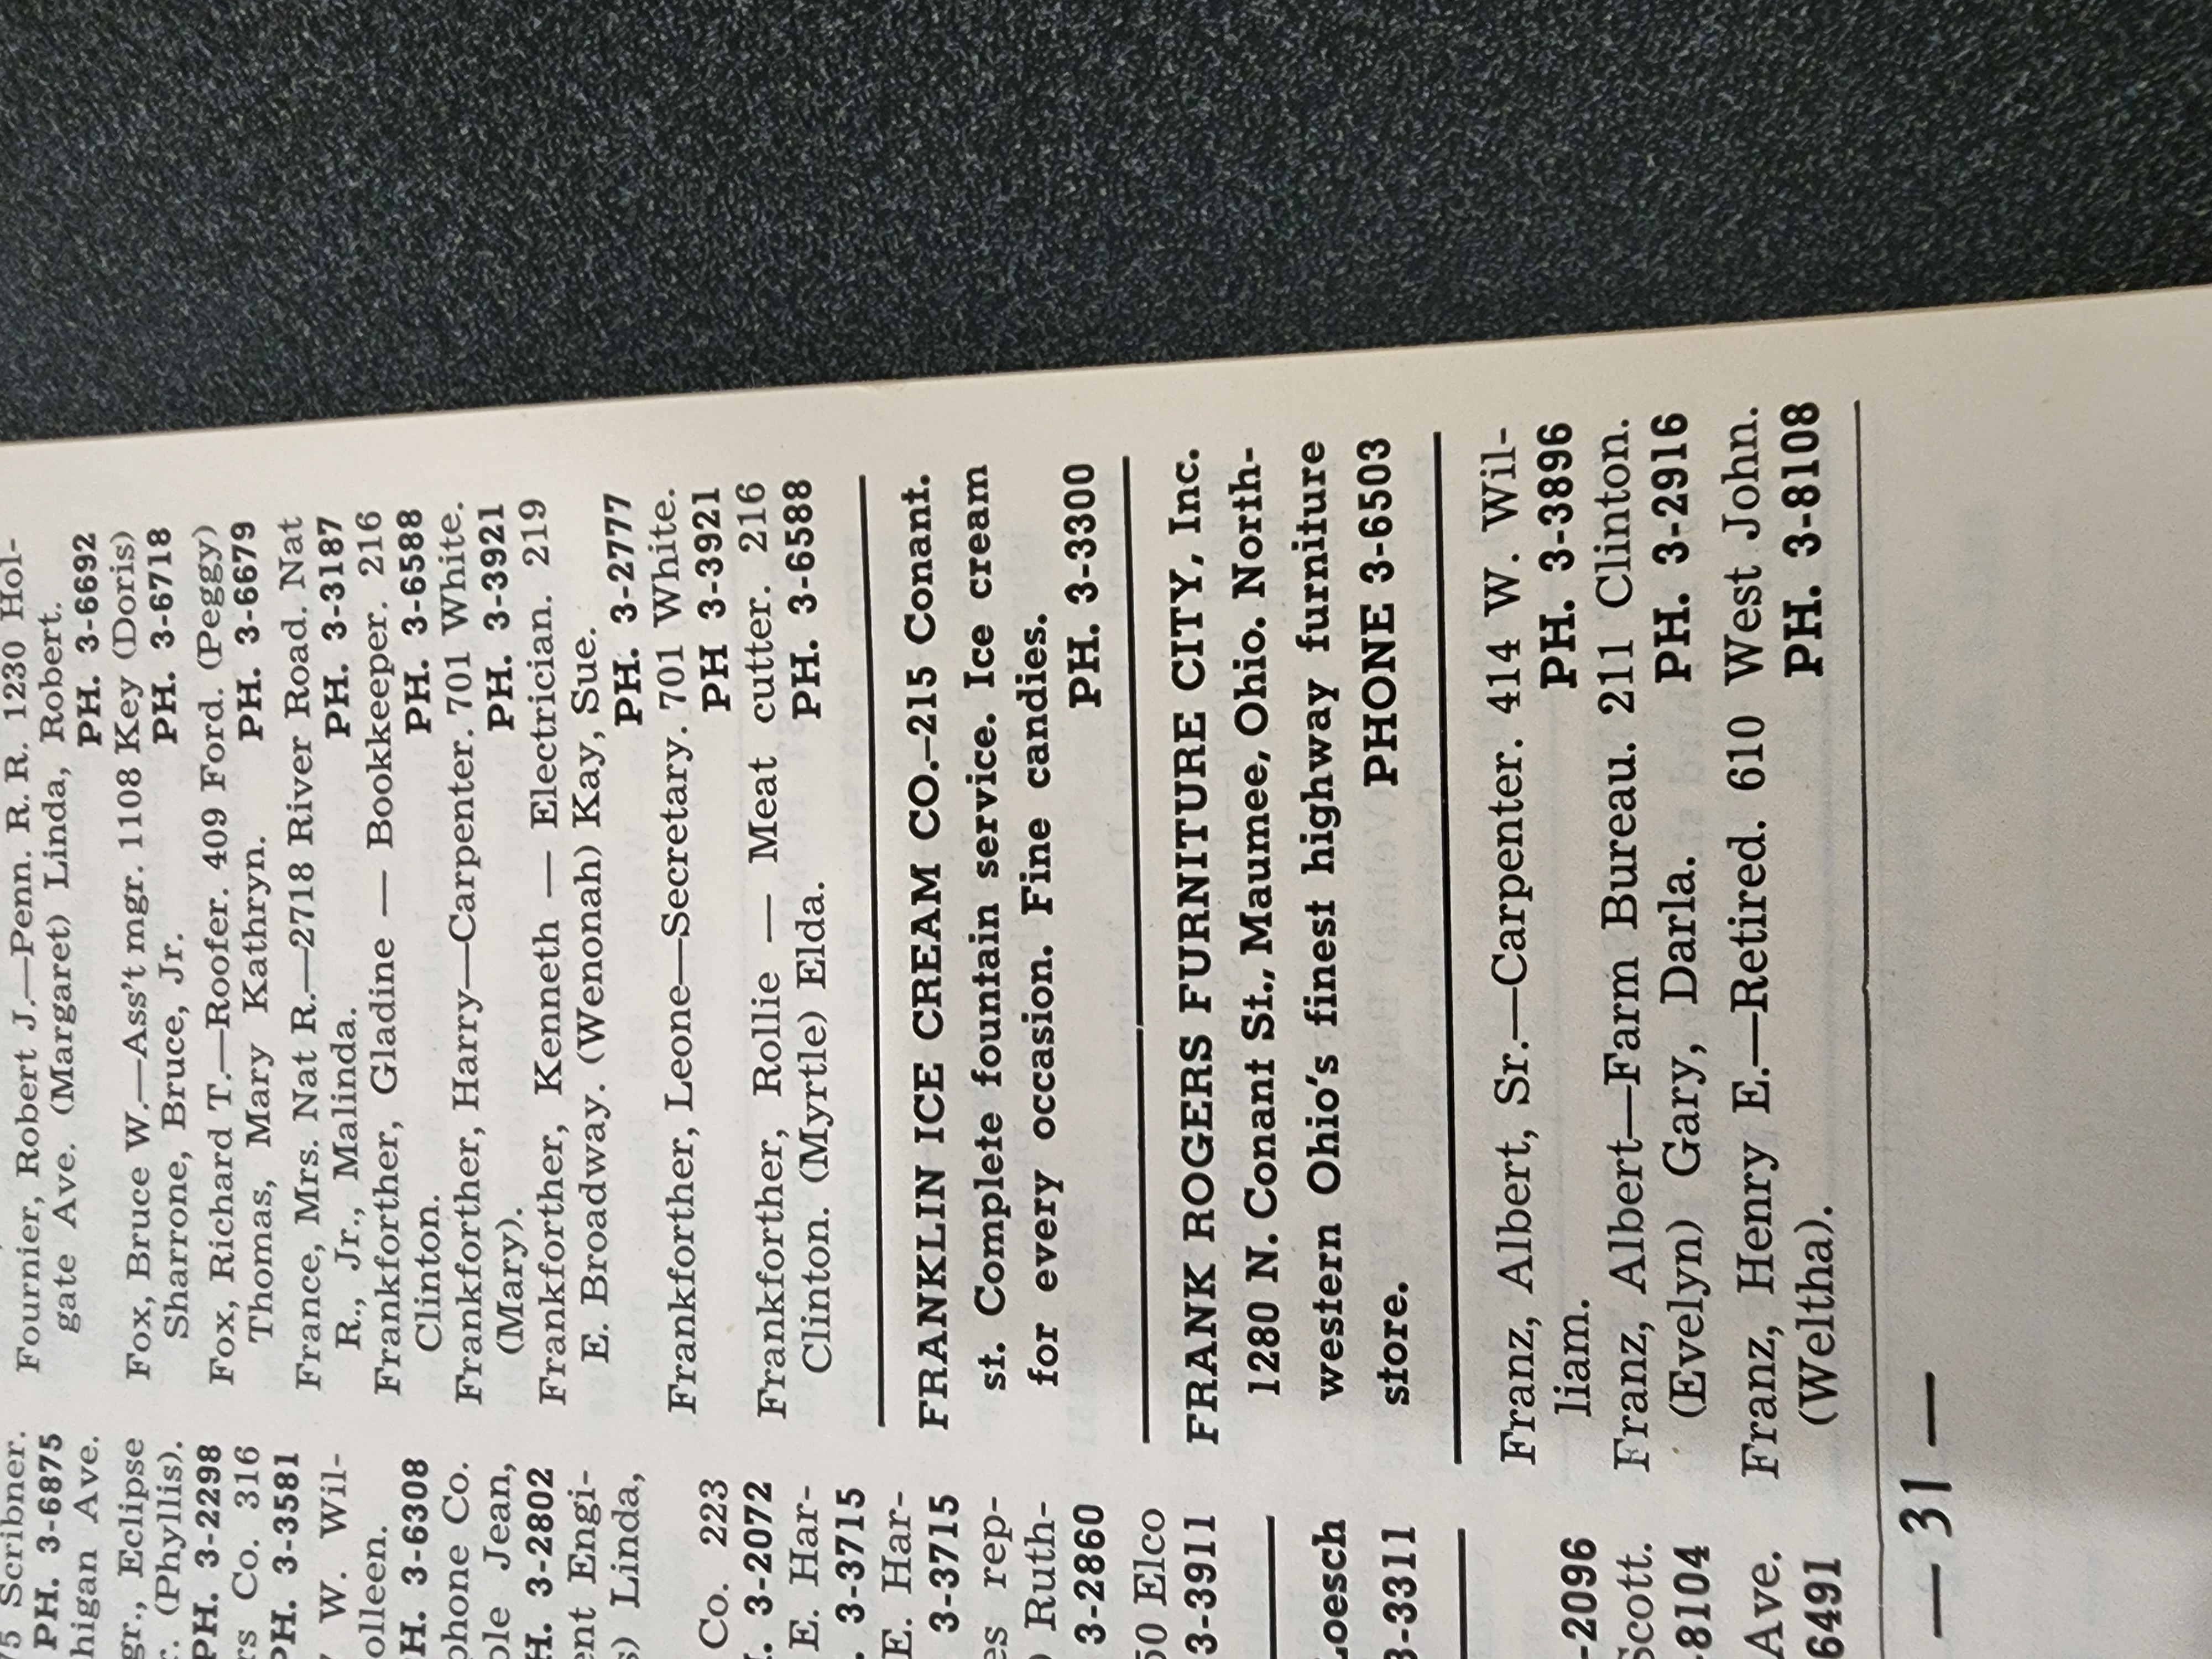 5 Scribner.
PH. 3-6875
higan Ave.
gr., Eclipse
r. (Phyllis).
PH. 3-2298
rs Co. 316
PH. 3-3581
W. Wil-
olleen.
H. 3-6308
phone Co.
ole Jean,
H. 3-2802
ent Engi-
s) Linda,
Co. 223
. 3-2072
E. Har-
. 3-3715
E. Har-
3-3715
es rep-
) Ruth-
3-2860
50 Elco
3-3911
Loesch
3-3311
-2096
Scott.
-8104
Ave.
6491
Fournier, Robert J.—Penn. R. R. 1230 Hol-
gate Ave. (Margaret) Linda, Robert.
PH. 3-6692
Fox, Bruce W.—Ass't mgr. 1108 Key (Doris)
Sharrone, Bruce, Jr. PH. 3-6718
Fox, Richard T.—Roofer. 409 Ford. (Peggy)
Thomas, Mary Kathryn. PH. 3-6679
France, Mrs. Nat R.—2718 River Road. Nat
R., Jr., Malinda. PH. 3-3187
Frankforther, Gladine — Bookkeeper. 216
Clinton. PH. 3-6588
Frankforther, Harry—Carpenter. 701 White.
(Mary). PH. 3-3921
Frankforther, Kenneth — Electrician. 219
E. Broadway. (Wenonah) Kay, Sue.
PH. 3-2777
Frankforther, Leone—Secretary. 701 White.
PH 3-3921
Frankforther, Rollie — Meat cutter. 216
Clinton. (Myrtle) Elda. PH. 3-6588
FRANKLIN ICE CREAM CO.-215 Conant.
st. Complete fountain service. Ice cream
for every occasion. Fine candies.
PH. 3-3300
FRANK ROGERS FURNITURE CITY, Inc.
1280 N. Conant St., Maumee, Ohio. North-
western Ohio's finest highway furniture
store. PHONE 3-6503
Franz, Albert, Sr.—Carpenter. 414 W. Wil-
liam. PH. 3-3896
Franz, Albert—Farm Bureau. 211 Clinton.
(Evelyn) Gary, Darla. PH. 3-2916
Franz, Henry E.—Retired. 610 West John.
(Weltha). PH. 3-8108
— 31 —